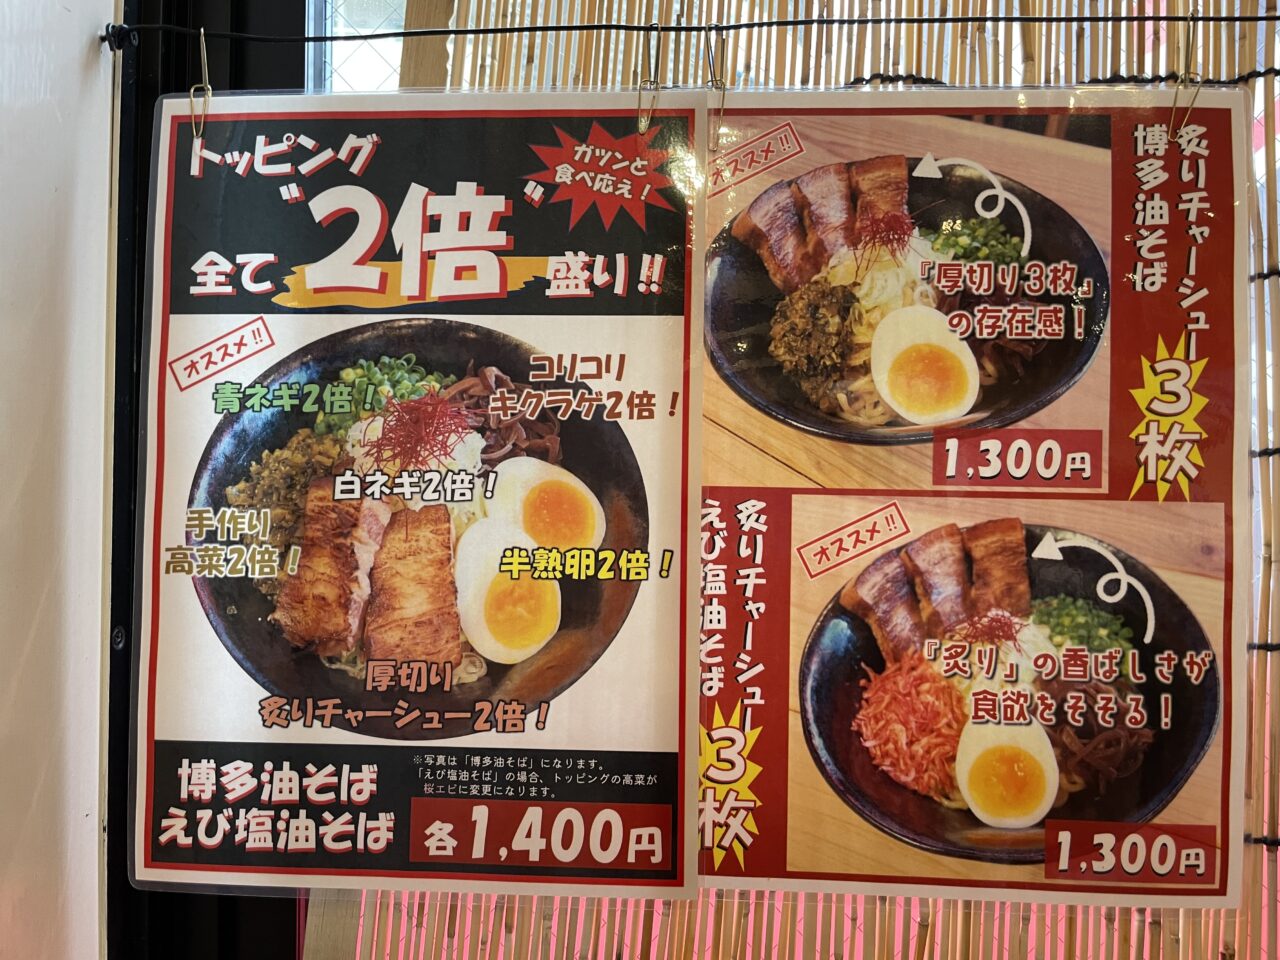 トッピング
全て"2倍"盛り!!
ガツンと
食べ応え!
オススメ!!
青ネギ2倍!
コリコリ
キクラゲ2倍!
白ネギ2倍!
手作り
高菜2倍!
半熟卵2倍!
厚切り
炙りチャーシュー2倍!
博多油そば
えび塩油そば
※写真は「博多油そば」になります。
「えび塩油そば」の場合、トッピングの高菜が
桜エビに変更になります。
各1,400円
炙りチャーシュー3枚
博多油そば
オススメ!!
『厚切り3枚』
の存在感!
1,300円
炙りチャーシュー3枚
えび塩油そば
オススメ!!
『炙り』の香ばしさが
食欲をそそる!
1,300円